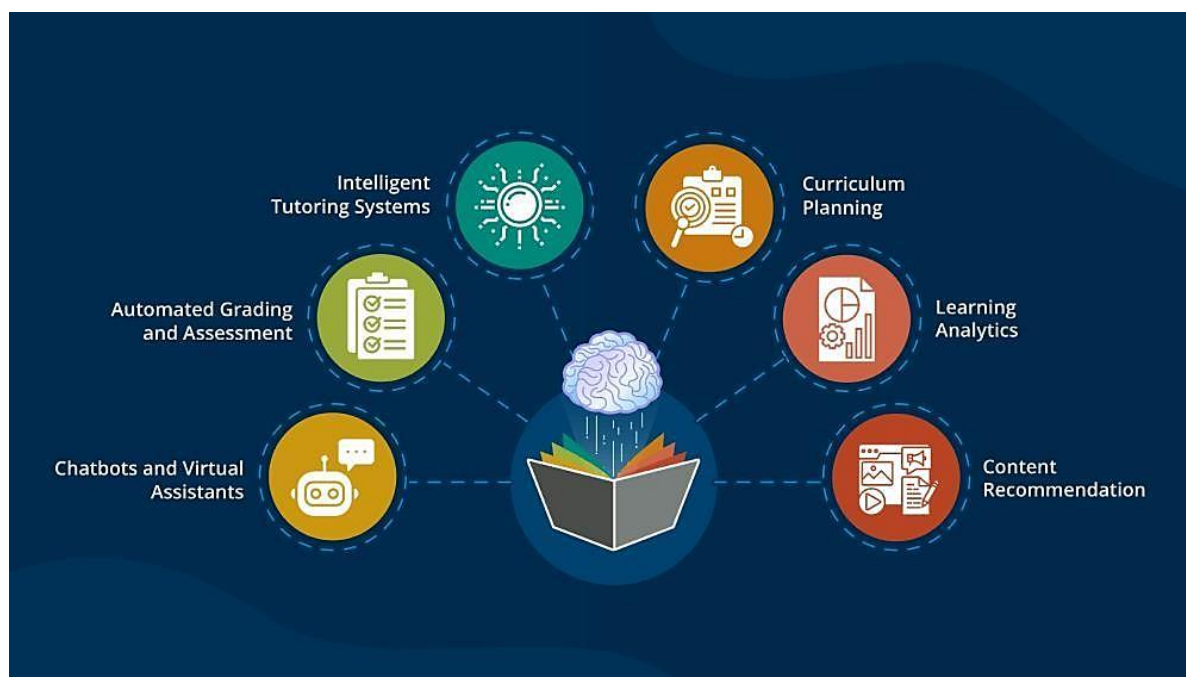 Intelligent
Tutoring Systems
Curriculum
Planning
Automated Grading
and Assessment
Learning
Analytics
Chatbots and Virtual
Assistants
Content
Recommendation